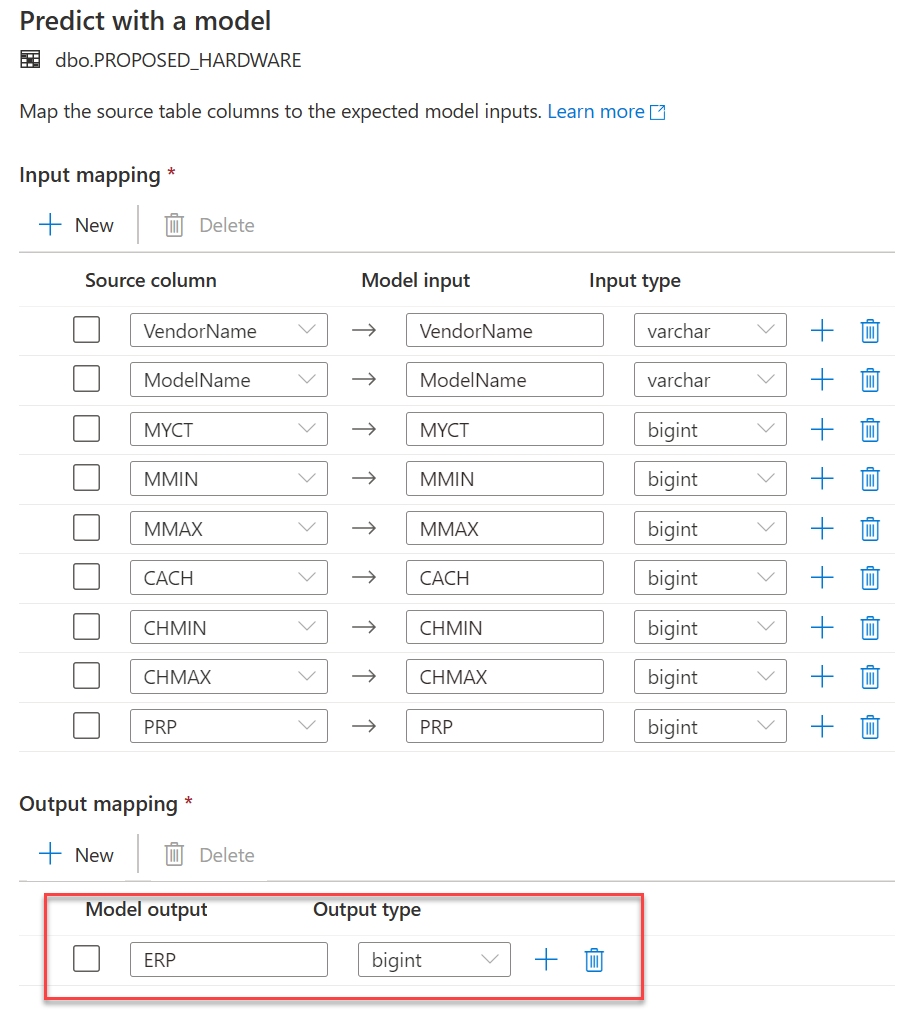 Predict with a model
dbo.PROPOSED_HARDWARE
Map the source table columns to the expected model inputs. Learn more
Input mapping *
New Delete
Source column Model input Input type
VendorName VendorName varchar
ModelName ModelName varchar
MYCT MYCT bigint
MMIN MMIN bigint
MMAX MMAX bigint
CACH CACH bigint
CHMIN CHMIN bigint
CHMAX CHMAX bigint
PRP PRP bigint
Output mapping *
New Delete
Model output Output type
ERP bigint